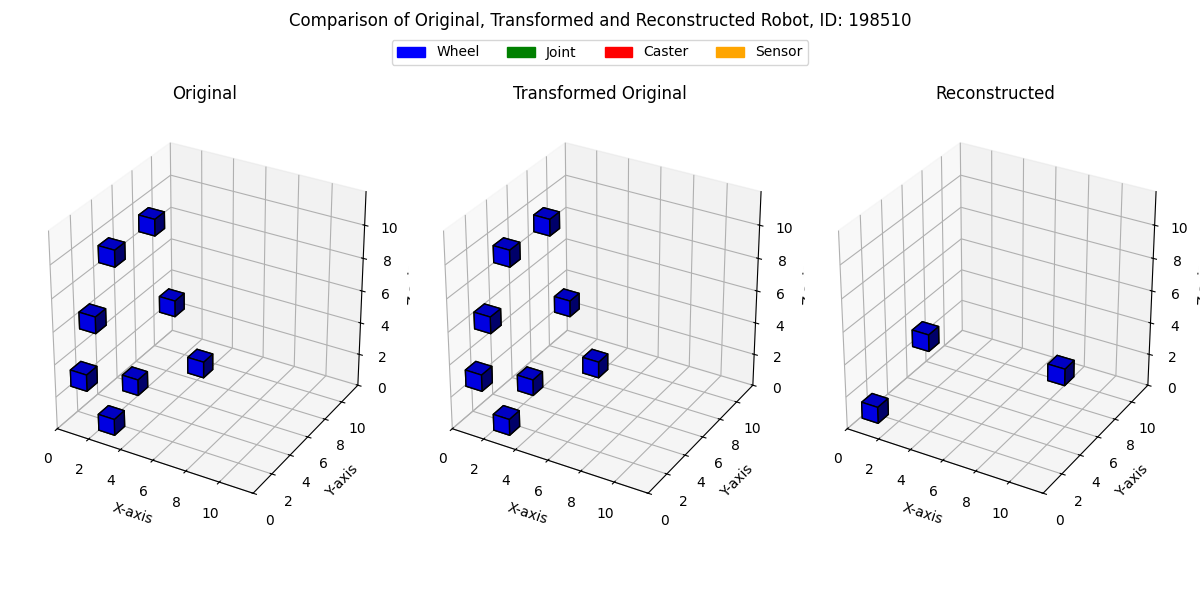 Comparison of Original, Transformed and Reconstructed Robot, ID: 198510
Wheel Joint Caster Sensor
Original Transformed Original Reconstructed
10 10 10
8 8 8
6 6 6
4 4 4
2 2 2
0 0 0
0 2 4 6 8 10 0 2 4 6 8 10 0 2 4 6 8 10
0 2 4 6 8 10 0 2 4 6 8 10 0 2 4 6 8 10
X-axis Y-axis X-axis Y-axis X-axis Y-axis